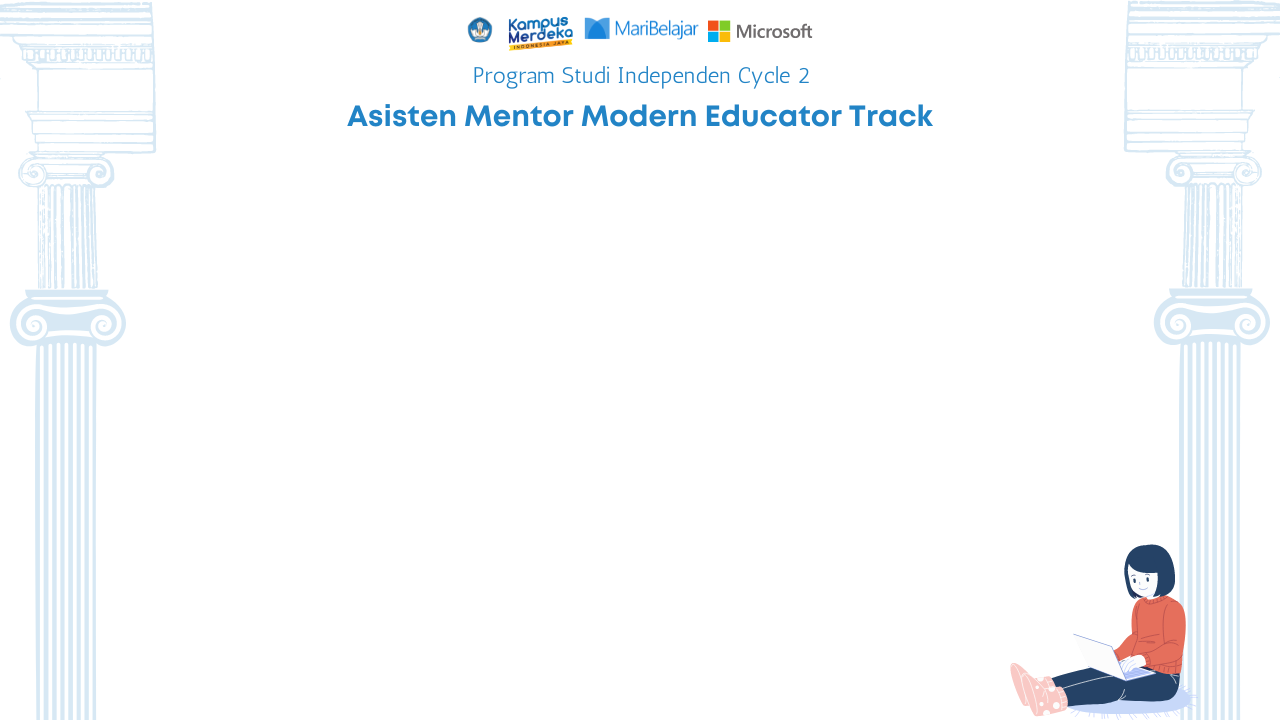 Kampus
Merdeka
INDONESIA JAYA
MariBelajar
Microsoft
Program Studi Independen Cycle 2
Asisten Mentor Modern Educator Track